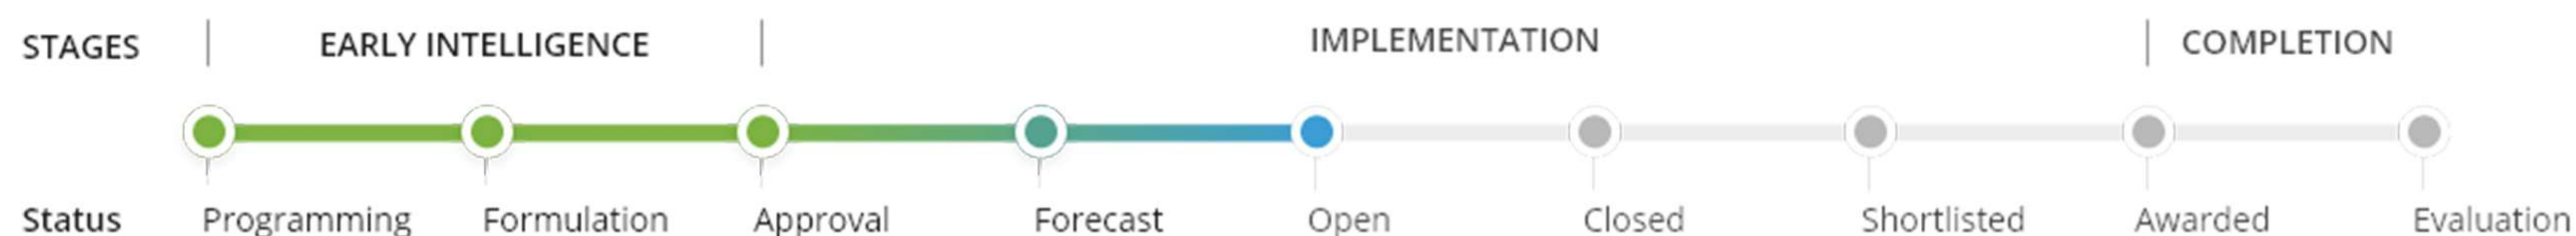 STAGES EARLY INTELLIGENCE IMPLEMENTATION COMPLETION
Status Programming Formulation Approval Forecast Open Closed Shortlisted Awarded Evaluation